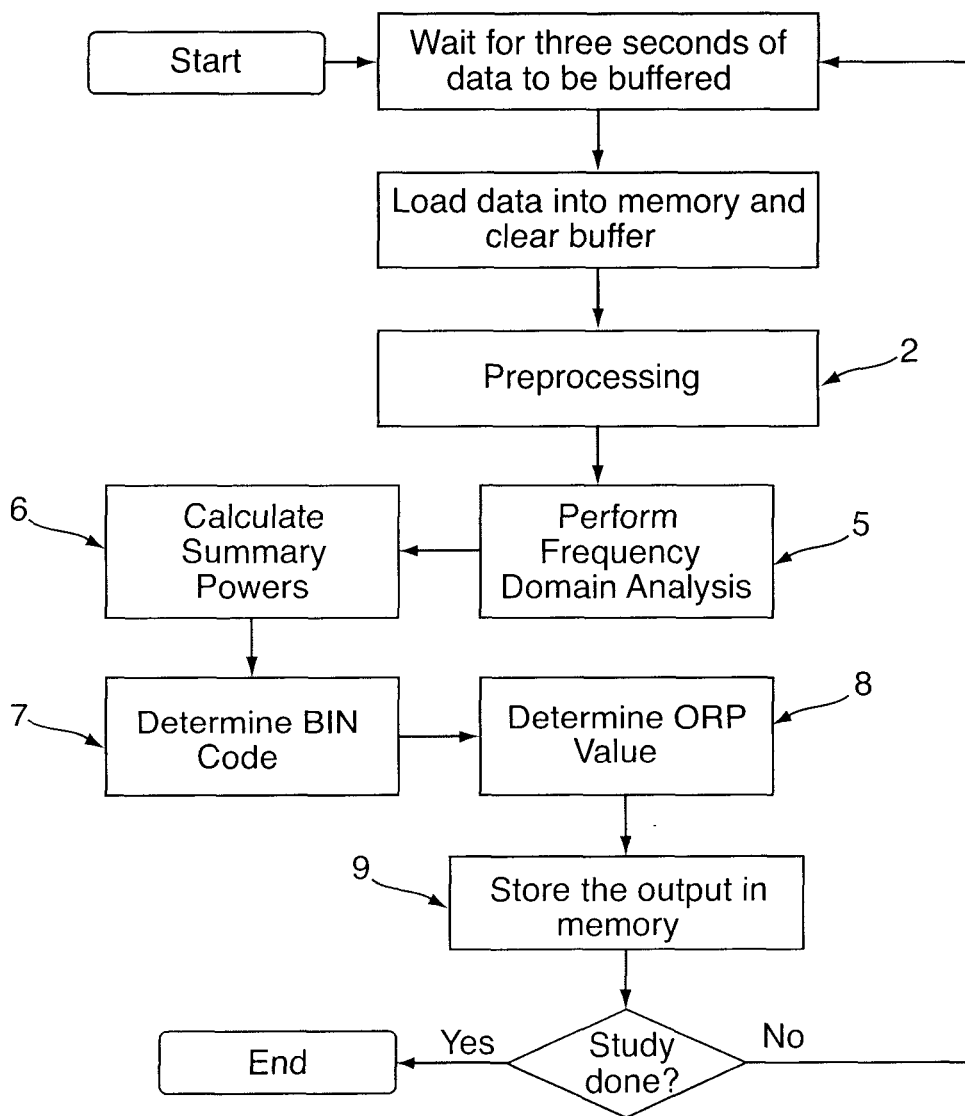 Start
Wait for three seconds of
data to be buffered
Load data into memory and
clear buffer
Preprocessing
2
Perform
Frequency
Domain Analysis
5
6
Calculate
Summary
Powers
7
Determine BIN
Code
Determine ORP
Value
8
9
Store the output in
memory
Study
done?
Yes
No
End